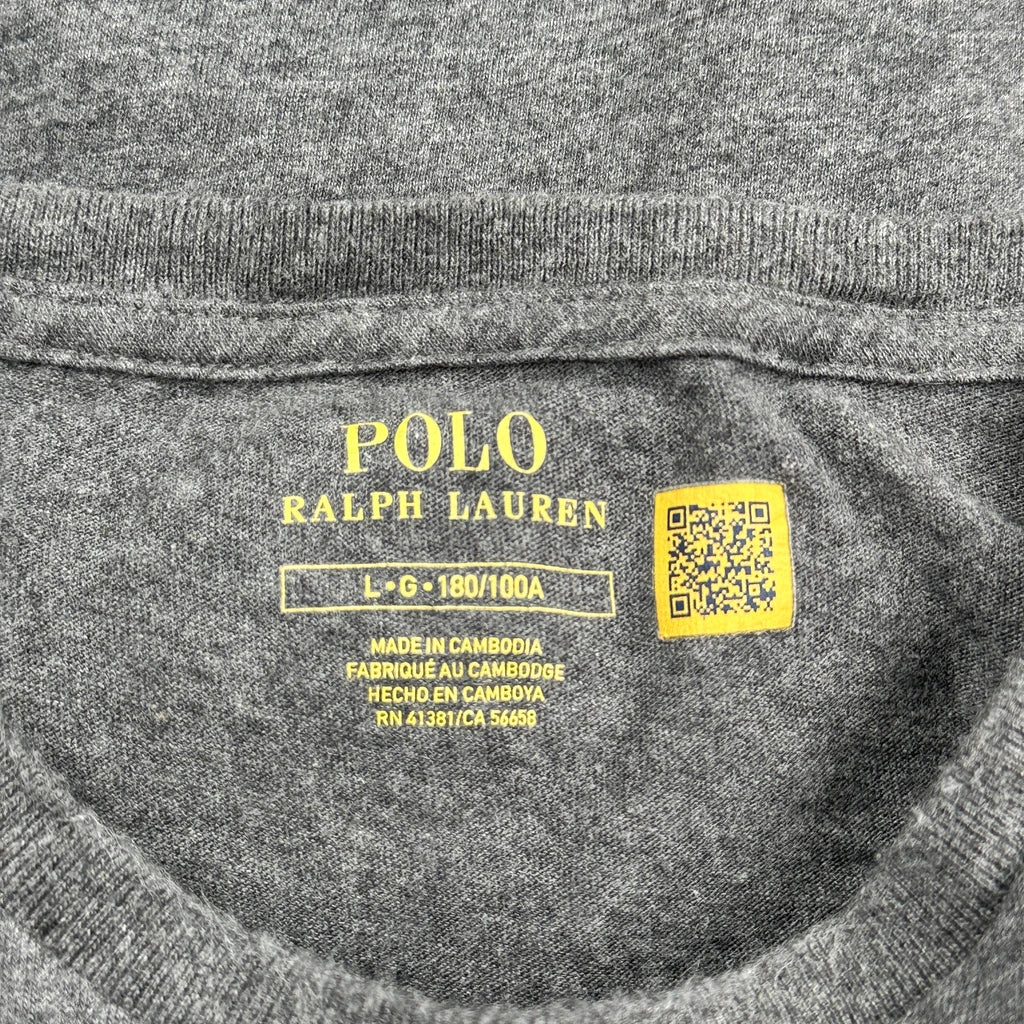 POLO
RALPH LAUREN
L•G•180/100A
MADE IN CAMBODIA
FABRIQUÉ AU CAMBODGE
HECHO EN CAMBOYA
RN 41381/CA 56658